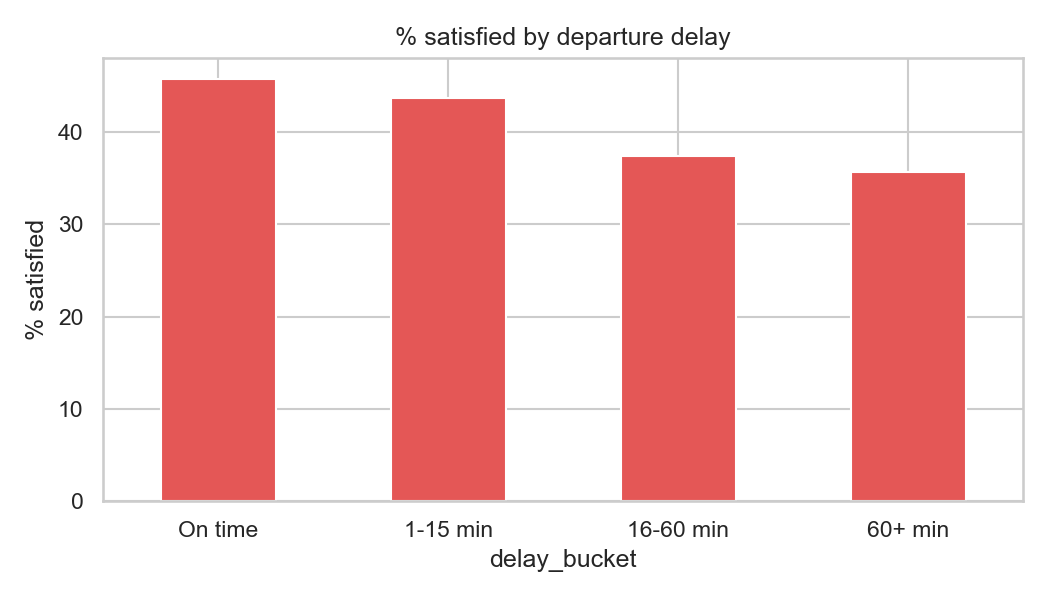 % satisfied by departure delay
% satisfied
40
30
20
10
0
On time
1-15 min
16-60 min
60+ min
delay_bucket